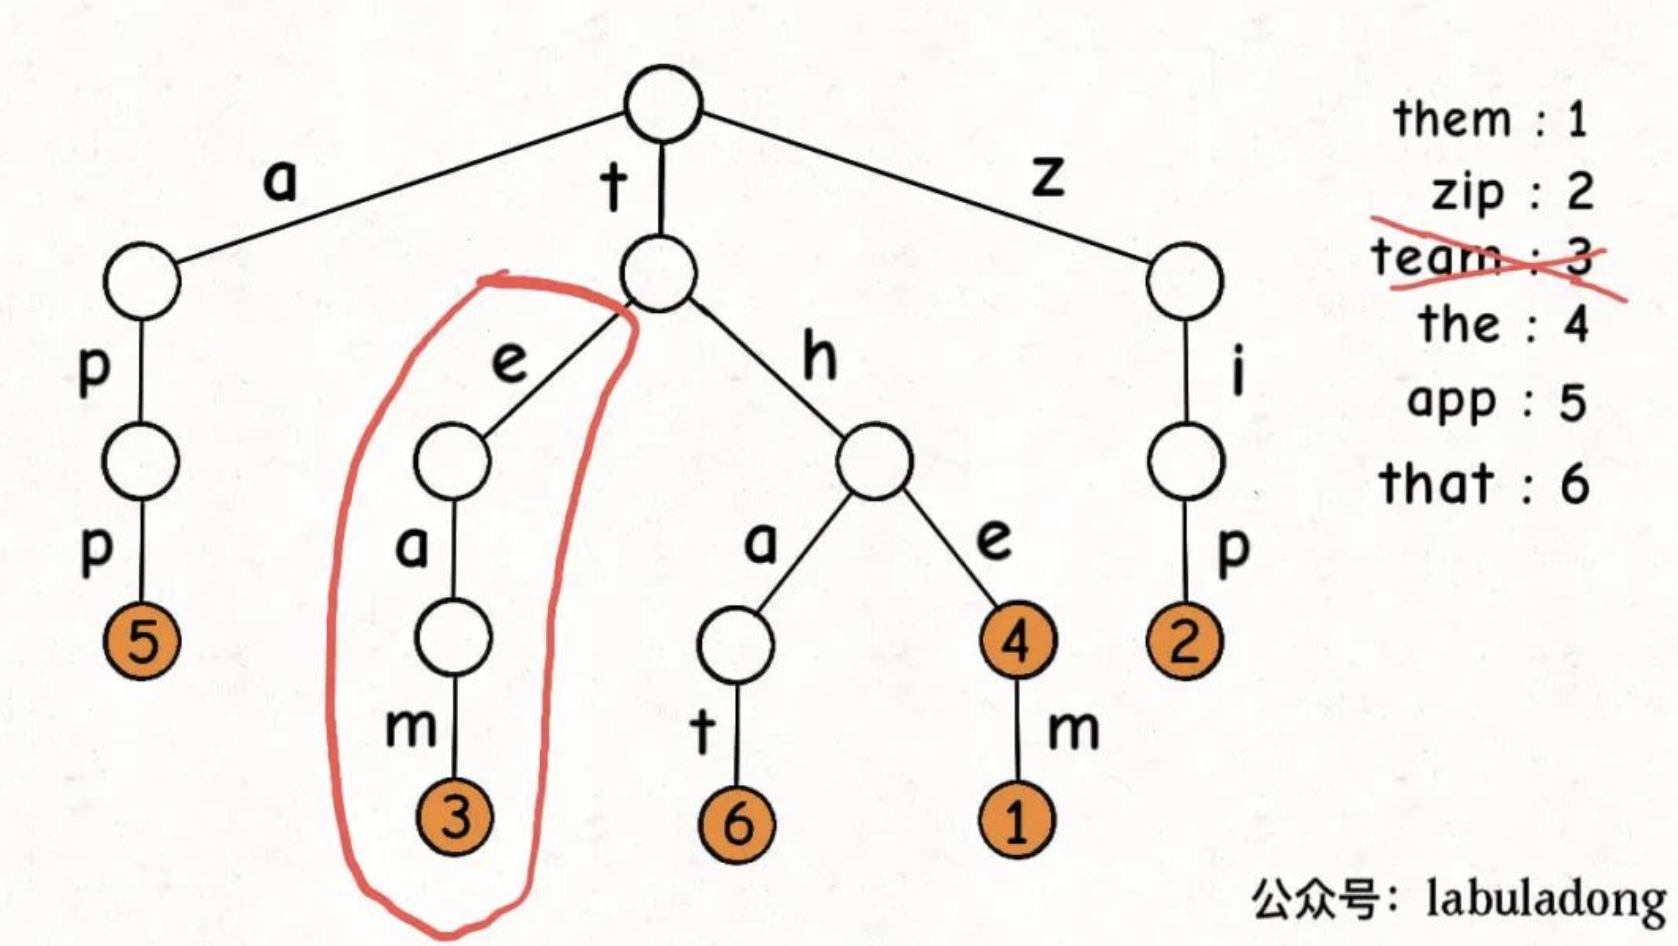 a
t
z
them : 1
zip : 2
team : 3
the : 4
app : 5
that : 6
p
e
h
i
p
a
a
e
p
5
4
2
m
t
m
3
6
1
公众号：labuladong